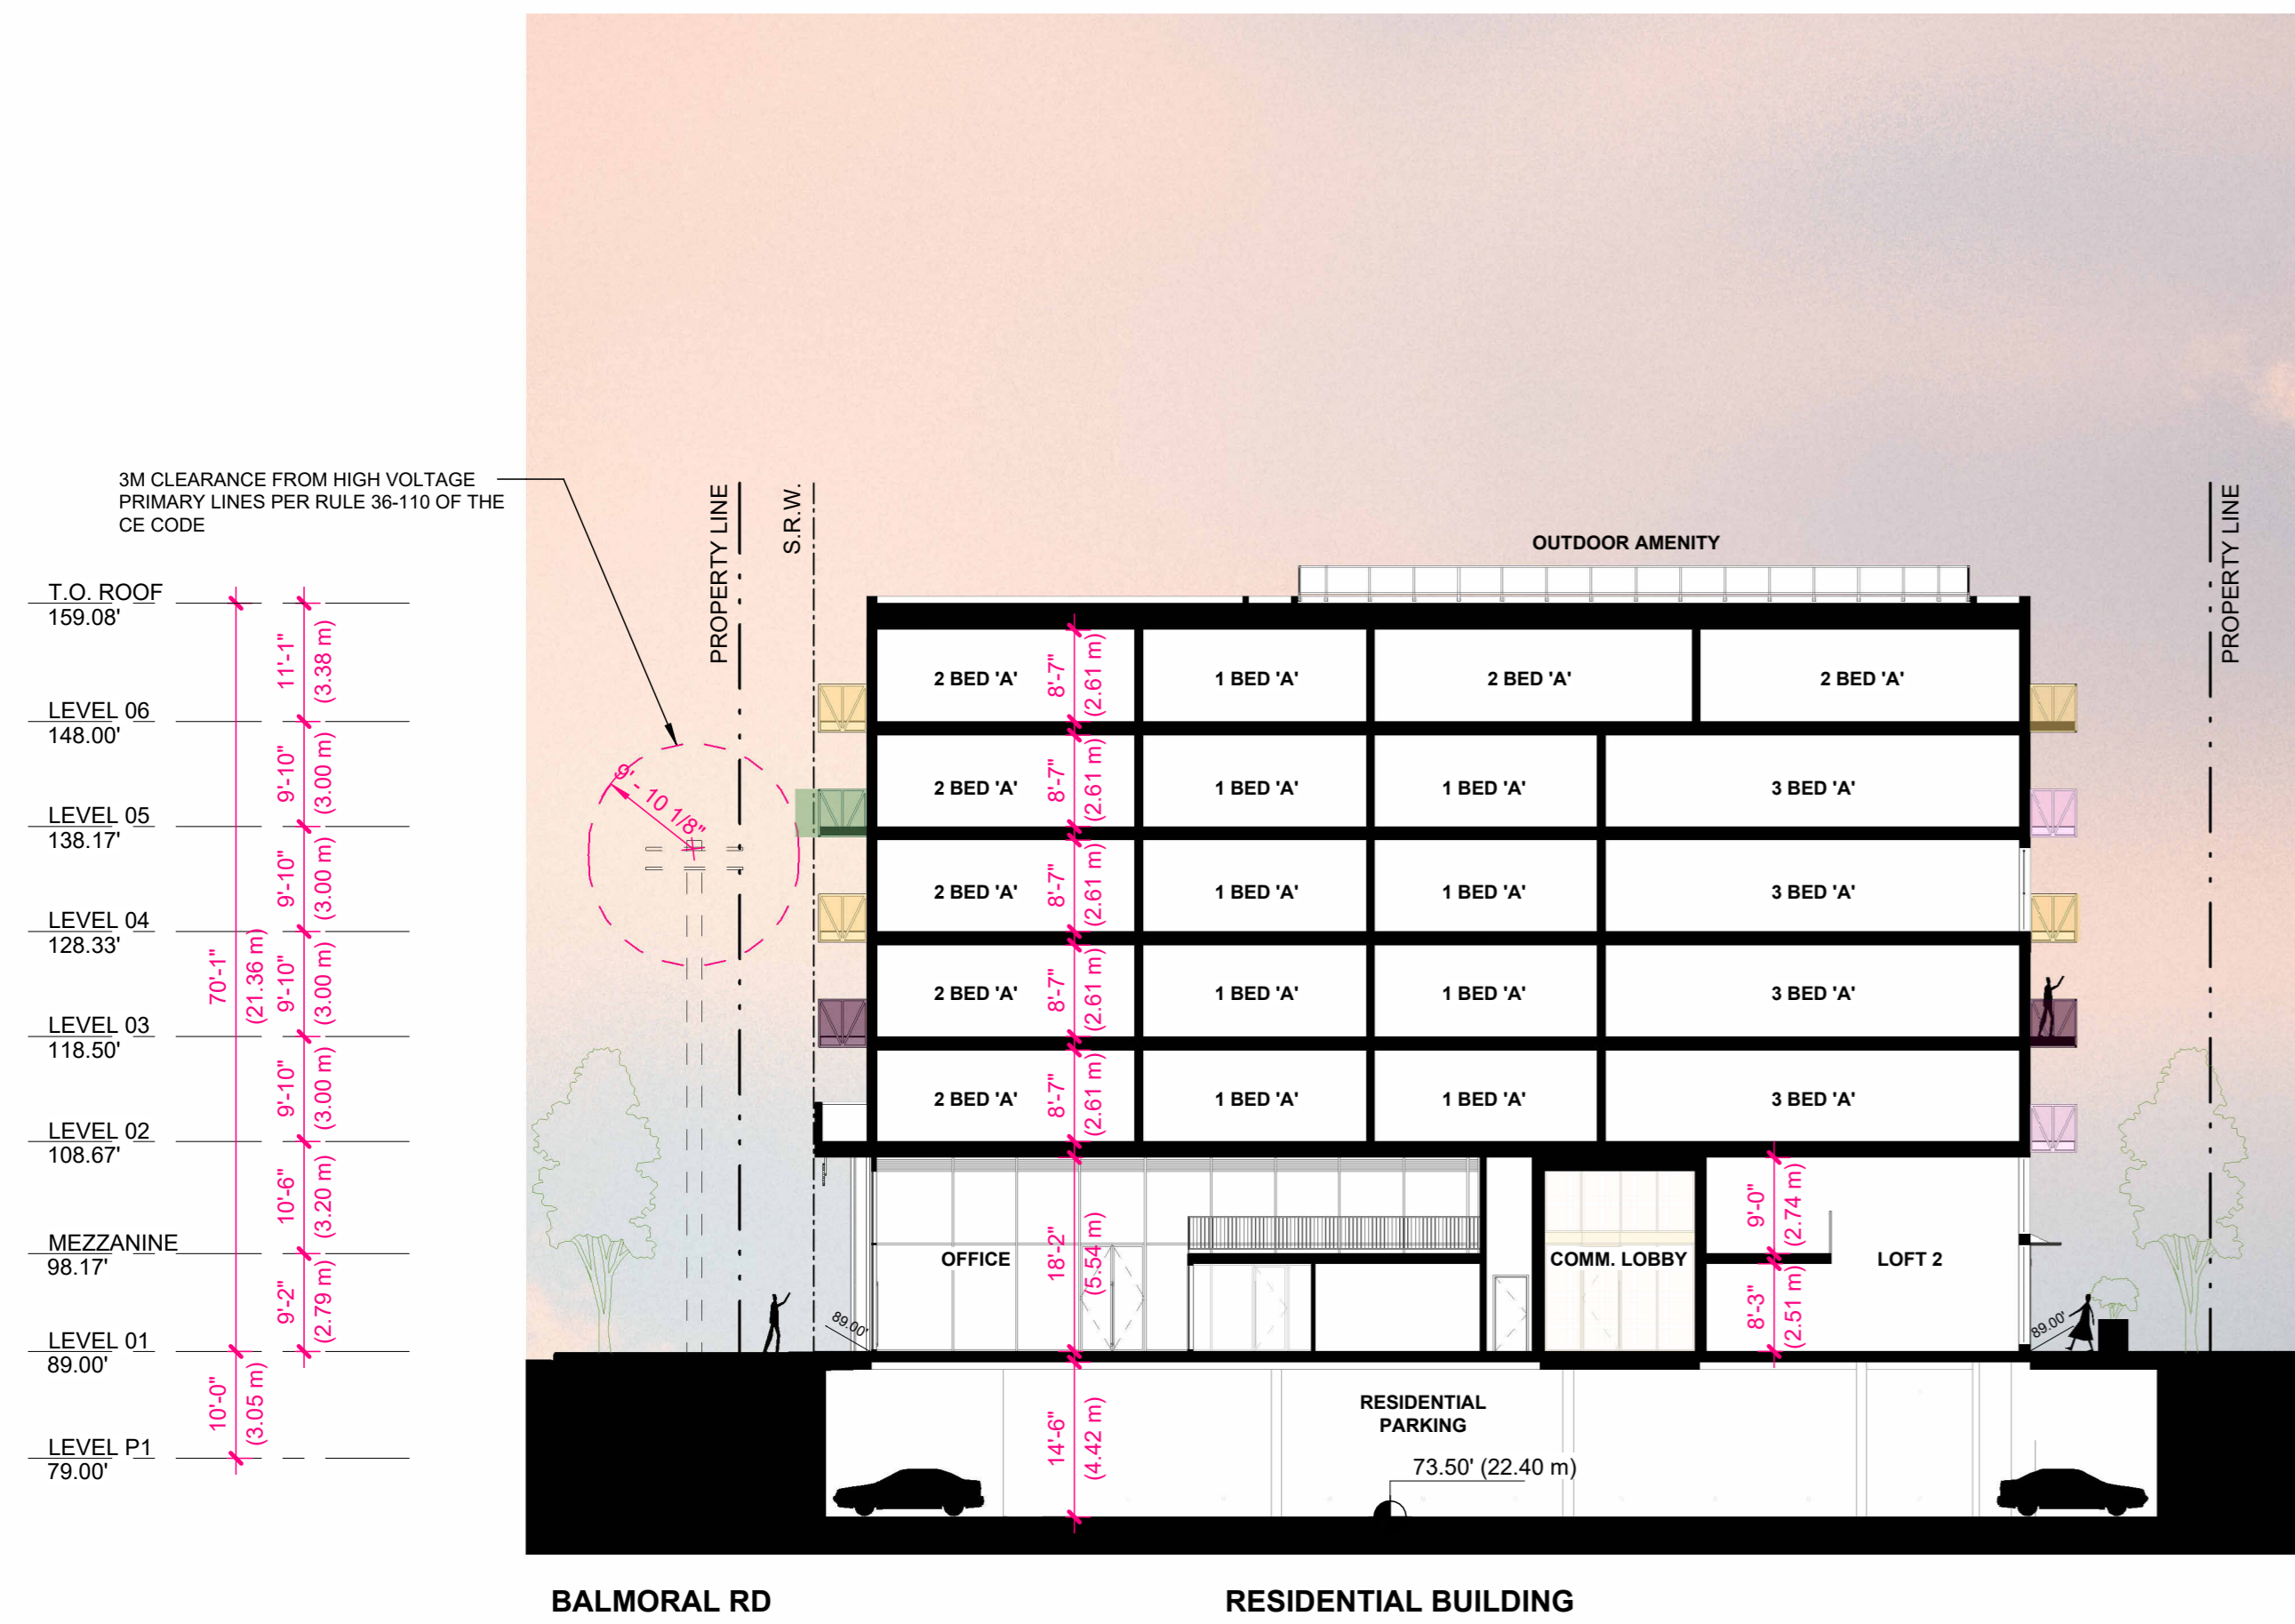 3M CLEARANCE FROM HIGH VOLTAGE
PRIMARY LINES PER RULE 36-110 OF THE
CE CODE
PROPERTY LINE
S.R.W.
OUTDOOR AMENITY
PROPERTY LINE
T.O. ROOF
159.08'
11'-1"
(3.38 m)
LEVEL 06
148.00'
9'-10"
(3.00 m)
LEVEL 05
138.17'
9'-10"
(3.00 m)
LEVEL 04
128.33'
9'-10"
(3.00 m)
LEVEL 03
118.50'
9'-10"
(3.00 m)
LEVEL 02
108.67'
10'-6"
(3.20 m)
MEZZANINE
98.17'
9'-2"
(2.79 m)
LEVEL 01
89.00'
70'-1"
(21.36 m)
10'-0"
(3.05 m)
LEVEL P1
79.00'
9' - 10 1/8"
2 BED 'A'
8'-7"
(2.61 m)
1 BED 'A'
2 BED 'A'
2 BED 'A'
2 BED 'A'
8'-7"
(2.61 m)
1 BED 'A'
1 BED 'A'
3 BED 'A'
2 BED 'A'
8'-7"
(2.61 m)
1 BED 'A'
1 BED 'A'
3 BED 'A'
2 BED 'A'
8'-7"
(2.61 m)
1 BED 'A'
1 BED 'A'
3 BED 'A'
2 BED 'A'
8'-7"
(2.61 m)
1 BED 'A'
1 BED 'A'
3 BED 'A'
OFFICE
18'-2"
(5.54 m)
COMM. LOBBY
9'-0"
(2.74 m)
8'-3"
(2.51 m)
LOFT 2
89.00'
89.00'
14'-6"
(4.42 m)
RESIDENTIAL
PARKING
73.50' (22.40 m)
BALMORAL RD
RESIDENTIAL BUILDING